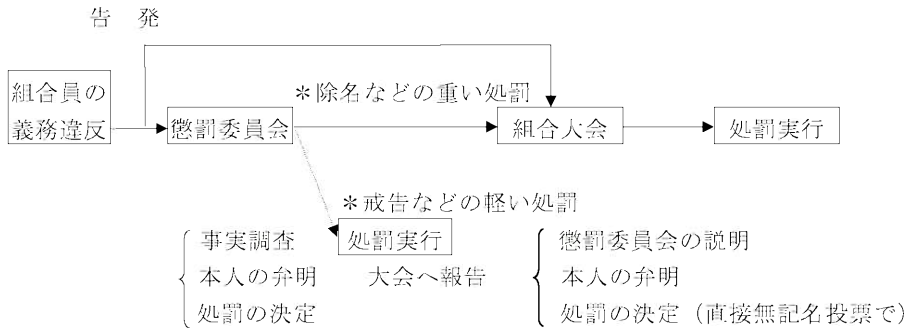 告 発
組合員の
義務違反
懲罰委員会
＊除名などの重い処罰
組合大会
処罰実行
＊戒告などの軽い処罰
処罰実行
大会へ報告
事実調査
本人の弁明
処罰の決定
懲罰委員会の説明
本人の弁明
処罰の決定（直接無記名投票で）